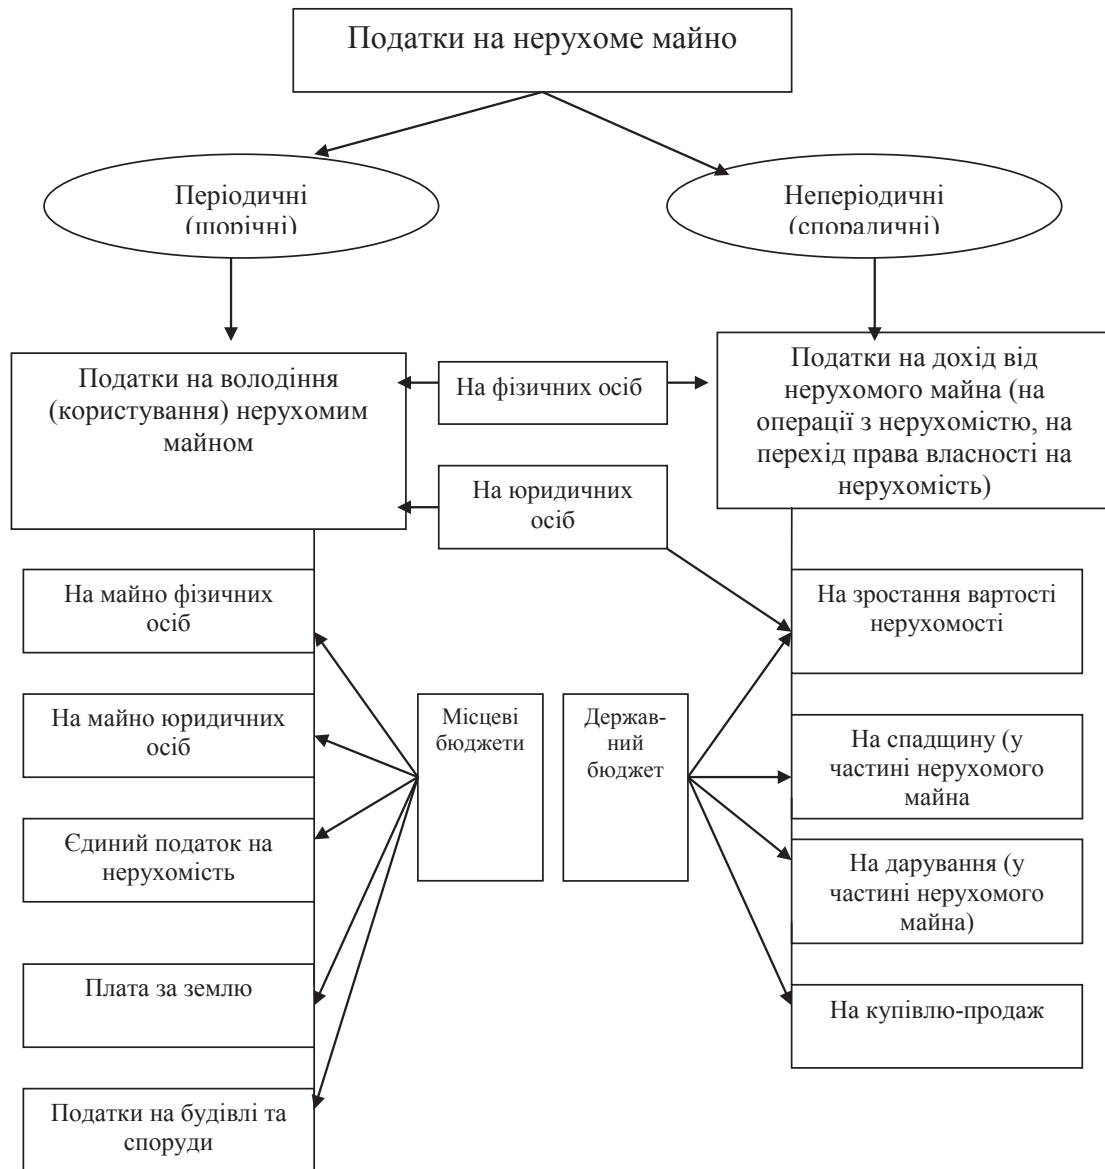 Податки на нерухоме майно
Періодичні
(щорічні)
Неперіодичні
(спорадичні)
Податки на володіння
(користування) нерухомим
майном
На фізичних осіб
Податки на дохід від
нерухомого майна (на
операції з нерухомістю, на
перехід права власності на
нерухомість)
На юридичних
осіб
На майно фізичних
осіб
На зростання вартості
нерухомості
На майно юридичних
осіб
Місцеві
бюджети
Держав-
ний
бюджет
На спадщину (у
частині нерухомого
майна
Єдиний податок на
нерухомість
На дарування (у
частині нерухомого
майна)
Плата за землю
На купівлю-продаж
Податки на будівлі та
споруди